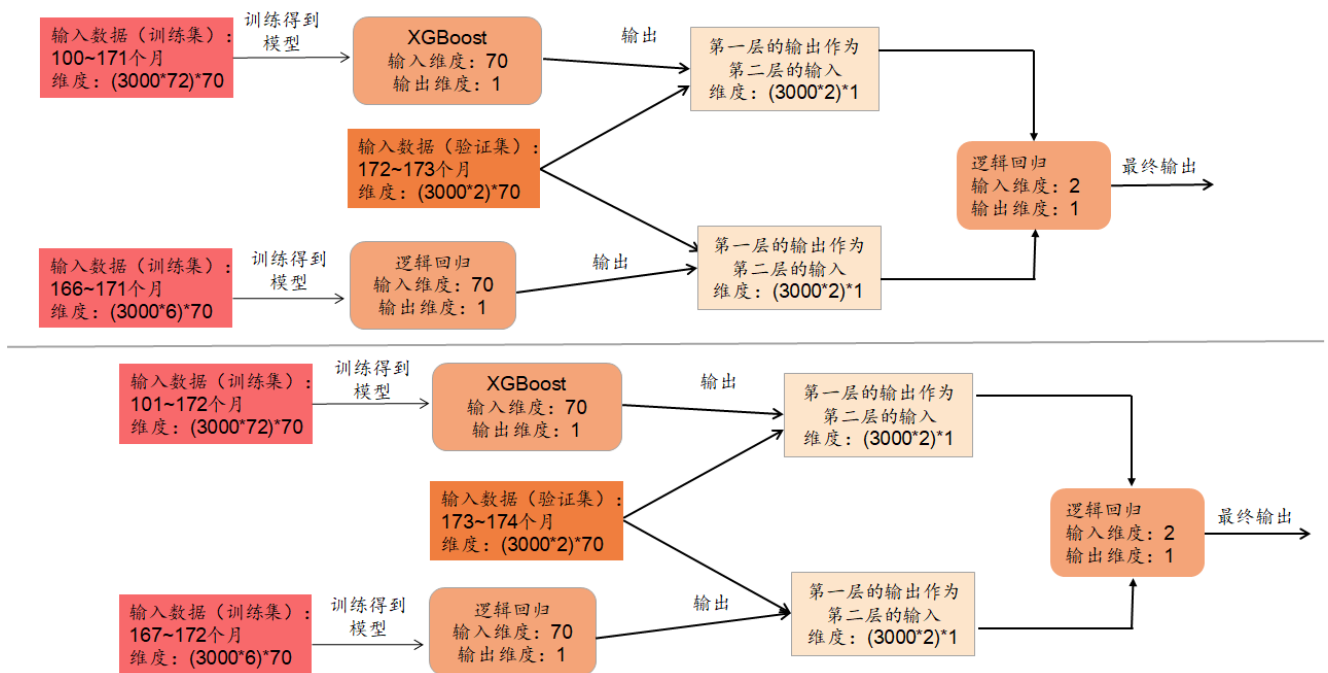 输入数据（训练集）：
100~171个月
维度：(3000*72)*70
训练得到
模型
XGBoost
输入维度：70
输出维度：1
输出
第一层的输出作为
第二层的输入
维度：(3000*2)*1
输入数据（验证集）：
172~173个月
维度：(3000*2)*70
逻辑回归
输入维度：2
输出维度：1
最终输出
输入数据（训练集）：
166~171个月
维度：(3000*6)*70
训练得到
模型
逻辑回归
输入维度：70
输出维度：1
输出
第一层的输出作为
第二层的输入
维度：(3000*2)*1
输入数据（训练集）：
101~172个月
维度：(3000*72)*70
训练得到
模型
XGBoost
输入维度：70
输出维度：1
输出
第一层的输出作为
第二层的输入
维度：(3000*2)*1
输入数据（验证集）：
173~174个月
维度：(3000*2)*70
逻辑回归
输入维度：2
输出维度：1
最终输出
输入数据（训练集）：
167~172个月
维度：(3000*6)*70
训练得到
模型
逻辑回归
输入维度：70
输出维度：1
输出
第一层的输出作为
第二层的输入
维度：(3000*2)*1